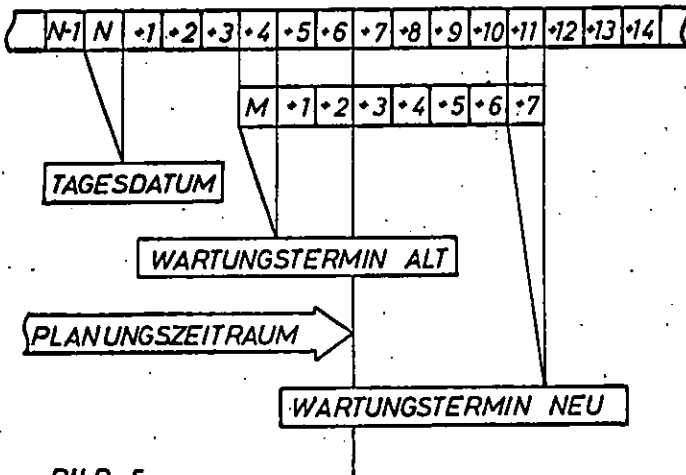 N-1 N +1 +2 +3 +4 +5 +6 +7 +8 +9 +10 +11 +12 +13 +14
M +1 +2 +3 +4 +5 +6 +7
TAGESDATUM
WARTUNGSTERMIN ALT
PLANUNGSZEITRAUM
WARTUNGSTERMIN NEU